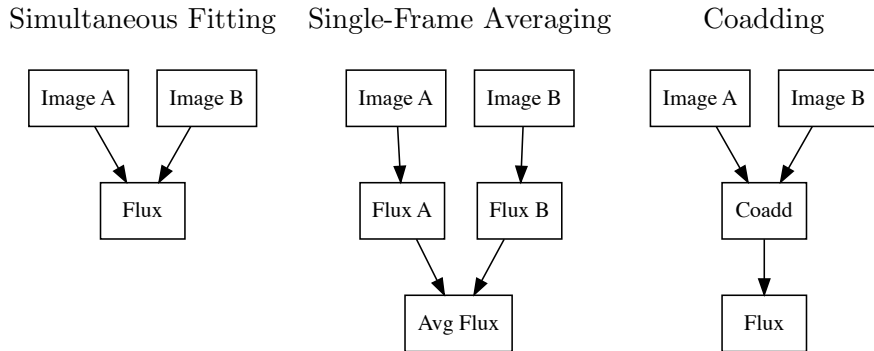 Simultaneous Fitting
Image A
Image B
Flux
Single-Frame Averaging
Image A
Image B
Flux A
Flux B
Avg Flux
Coadding
Image A
Image B
Coadd
Flux